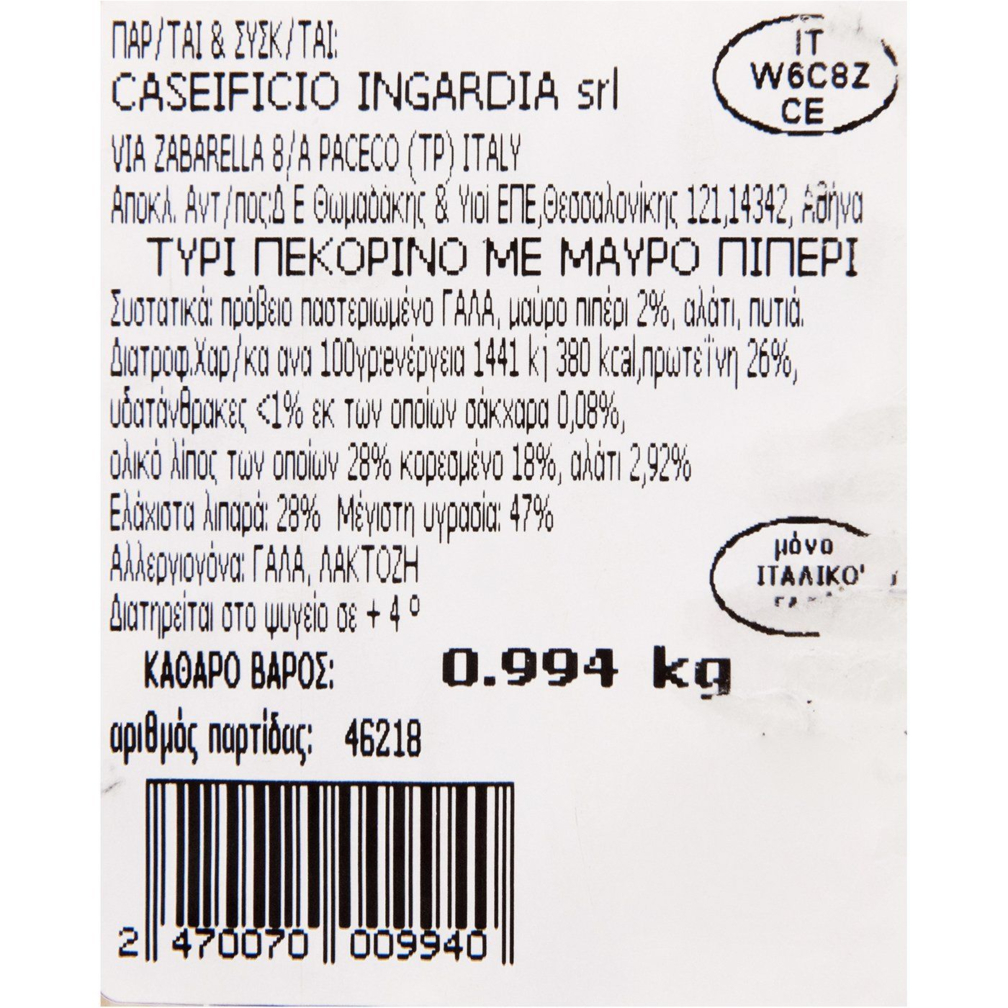 ΠΑΡ/ΤΑΙ & ΣΥΣΚ/ΤΑΙ:
CASEIFICIO INGARDIA srl
IT
W6C8Z
CE
VIA ZABARELLA 8/A PACECO (TP) ITALY
Αποκλ. Αντ/πος:Δ Ε Θωμαδάκης & Υιοί ΕΠΕ,Θεσσαλονίκης 121,14342, Αθήνα
ΤΥΡΙ ΠΕΚΟΡΙΝΟ ΜΕ ΜΑΥΡΟ ΠΙΠΕΡΙ
Συστατικά: πρόβειο παστεριωμένο ΓΑΛΑ, μαύρο πιπέρι 2%, αλάτι, πυτιά.
Διατροφ.Χαρ/κα ανα 100γρ:ενέργεια 1441 kj 380 kcal,πρωτεΐνη 26%,
υδατάνθρακες <1% εκ των οποίων σάκχαρα 0,08%,
ολικό λίπος των οποίων 28% κορεσμένο 18%, αλάτι 2,92%
Ελάχιστα λιπαρά: 28% Μέγιστη υγρασία: 47%
Αλλεργιογόνα: ΓΑΛΑ, ΛΑΚΤΟΖΗ
Διατηρείται στο ψυγείο σε + 4 °
μόνο
ΙΤΑΛΙΚΟ'
ΚΑΘΑΡΟ ΒΑΡΟΣ: 0.994 kg
αριθμός παρτίδας: 46218
2 470070 009940